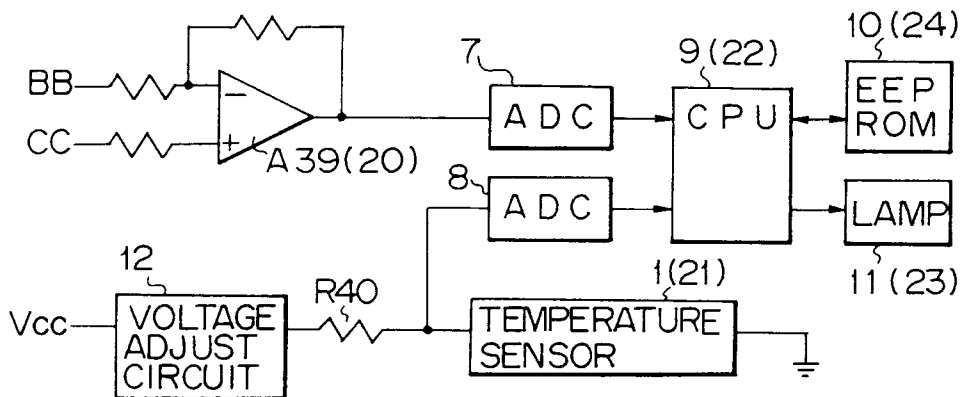 10(24)
7
9(22)
BB
−
ADC
CPU
EEP
ROM
CC
+
A39(20)
8
ADC
LAMP
11(23)
12
R40
1(21)
Vcc
VOLTAGE
ADJUST
CIRCUIT
TEMPERATURE
SENSOR